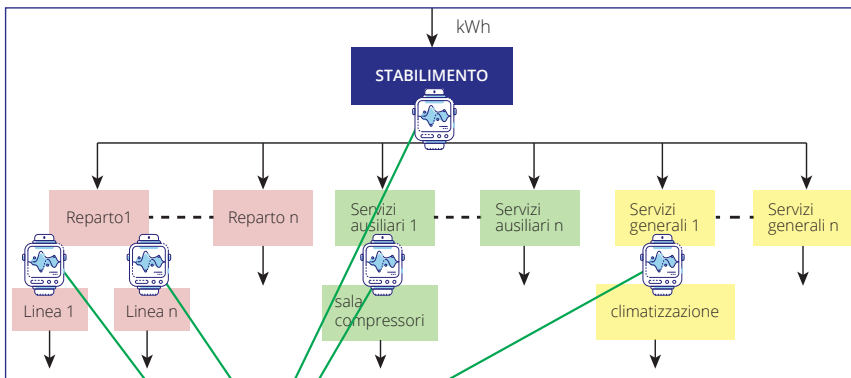 kWh
STABILIMENTO
Reparto1
Reparto n
Servizi
ausiliari 1
Servizi
ausiliari n
Servizi
generali 1
Servizi
generali n
Linea 1
Linea n
sala
compressori
climatizzazione